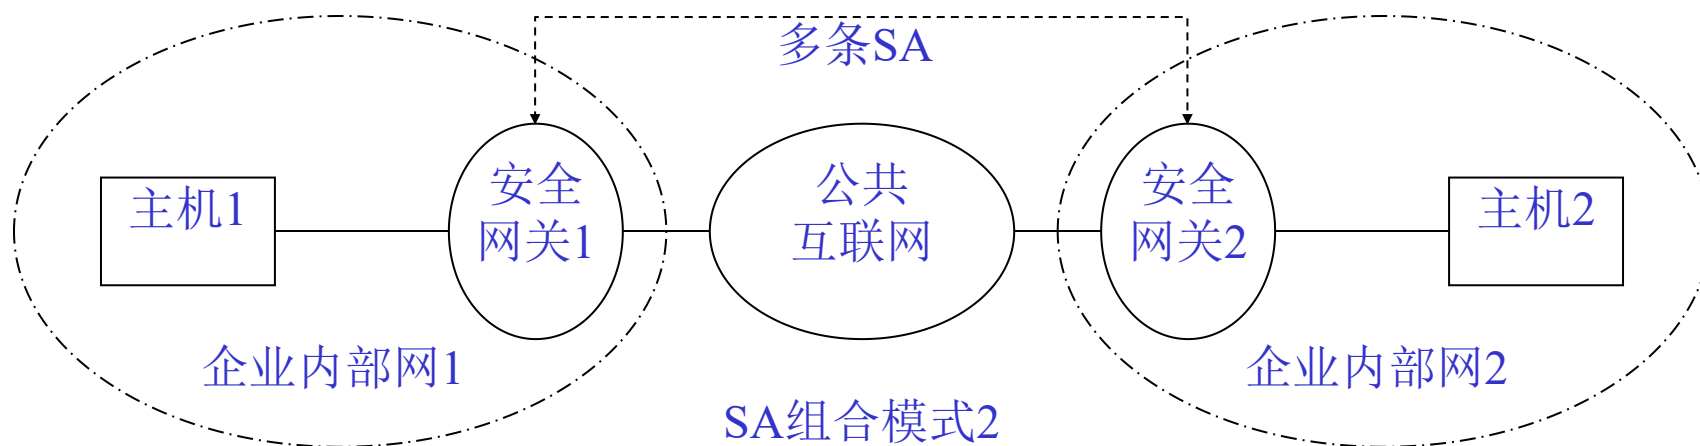 多条SA
主机1
安全
网关1
公共
互联网
安全
网关2
主机2
企业内部网1
企业内部网2
SA组合模式2